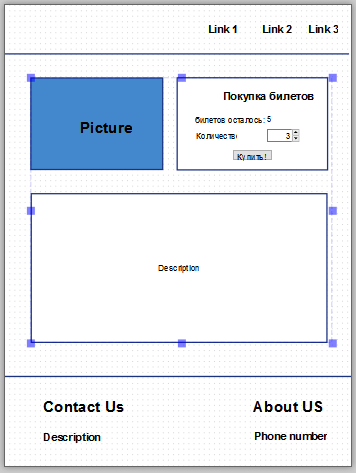 Link 1 Link 2 Link 3
Picture
Покупка билетов
билетов осталось: 5
Количеств 3
Купить!
Description
Contact Us About US
Description Phone number